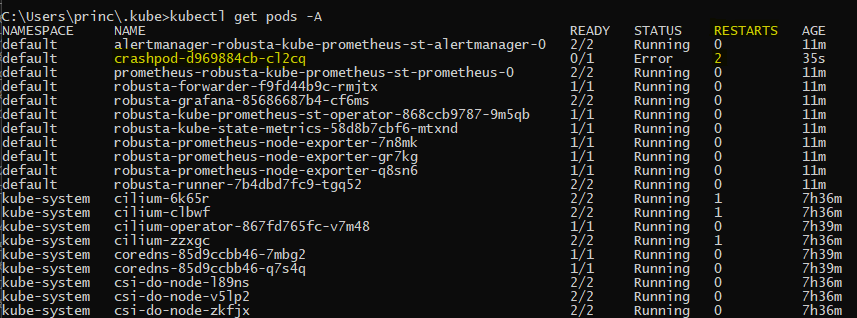 C:\Users\princ\.kube>kubectl get pods -A
NAMESPACE NAME READY STATUS RESTARTS AGE
default alertmanager-robusta-kube-prometheus-st-alertmanager-0 2/2 Running 0 11m
default crashpod-d969884cb-cl2cq 0/1 Error 2 35s
default prometheus-robusta-kube-prometheus-st-prometheus-0 2/2 Running 0 11m
default robusta-forwarder-f9fd44b9c-rmjtx 1/1 Running 0 11m
default robusta-grafana-85686687b4-cf6ms 2/2 Running 0 11m
default robusta-kube-prometheus-st-operator-868ccb9787-9m5qb 1/1 Running 0 11m
default robusta-kube-state-metrics-58d8b7cbf6-mtxnd 1/1 Running 0 11m
default robusta-prometheus-node-exporter-7n8mk 1/1 Running 0 11m
default robusta-prometheus-node-exporter-gr7kg 1/1 Running 0 11m
default robusta-prometheus-node-exporter-q8sn6 1/1 Running 0 11m
default robusta-runner-7b4dbd7fc9-tgq52 2/2 Running 0 11m
kube-system cilium-6k65r 2/2 Running 1 7h36m
kube-system cilium-clbwf 2/2 Running 1 7h36m
kube-system cilium-operator-867fd765fc-v7m48 1/1 Running 0 7h39m
kube-system cilium-zzxgc 2/2 Running 1 7h36m
kube-system coredns-85d9ccbb46-7mbg2 1/1 Running 0 7h39m
kube-system coredns-85d9ccbb46-q7s4q 1/1 Running 0 7h39m
kube-system csi-do-node-l89ns 2/2 Running 0 7h36m
kube-system csi-do-node-v5lp2 2/2 Running 0 7h36m
kube-system csi-do-node-zkfjx 2/2 Running 0 7h36m